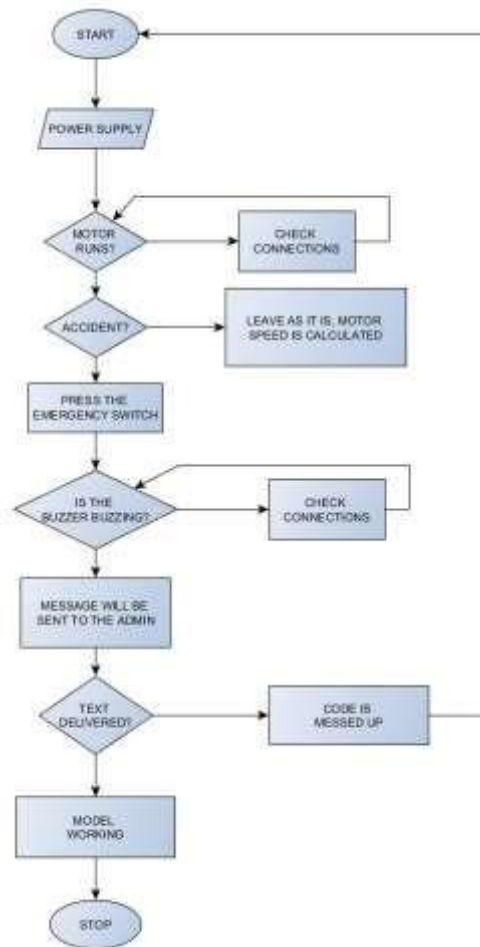 START
POWER SUPPLY
MOTOR
RUNS?
CHECK
CONNECTIONS
ACCIDENT?
LEAVE AS IT IS, MOTOR
SPEED IS CALCULATED
PRESS THE
EMERGENCY SWITCH
IS THE
BUZZER BUZZING?
CHECK
CONNECTIONS
MESSAGE WILL BE
SENT TO THE ADMIN
TEXT
DELIVERED?
CODE IS
MESSED UP
MODEL
WORKING
STOP